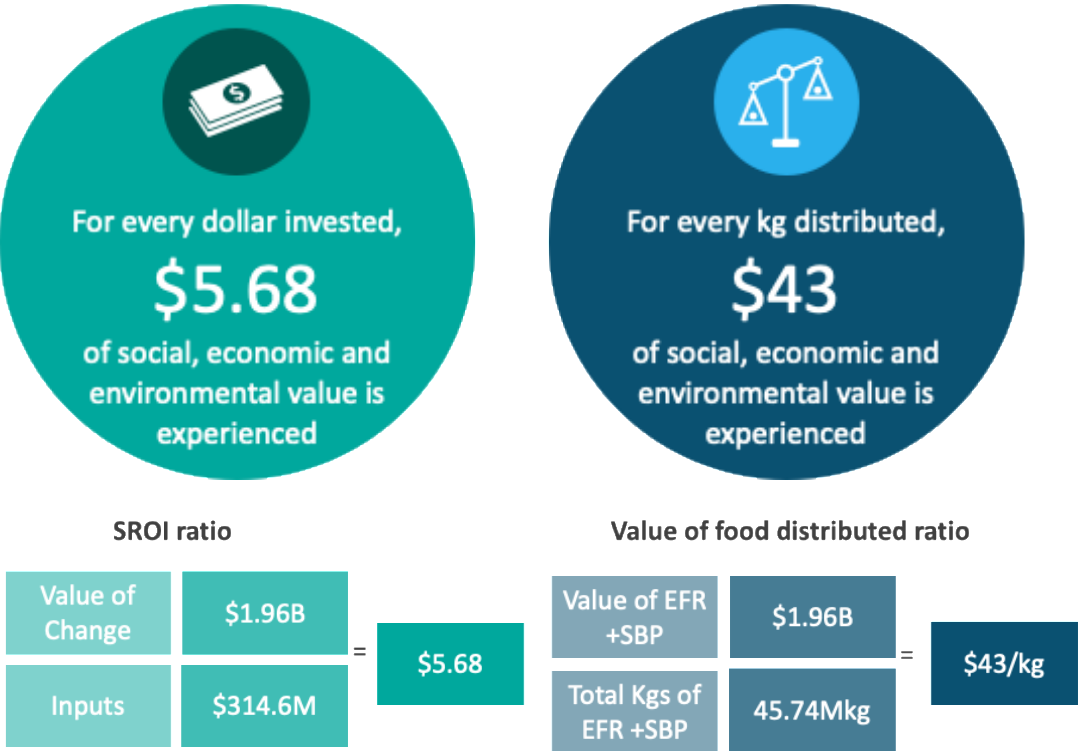 $
For every dollar invested,
$5.68
of social, economic and
environmental value is
experienced
For every kg distributed,
$43
of social, economic and
environmental value is
experienced
SROI ratio
Value of
Change
$1.96B
Inputs
$314.6M
=
$5.68
Value of food distributed ratio
Value of EFR
+SBP
$1.96B
Total Kgs of
EFR +SBP
45.74Mkg
=
$43/kg